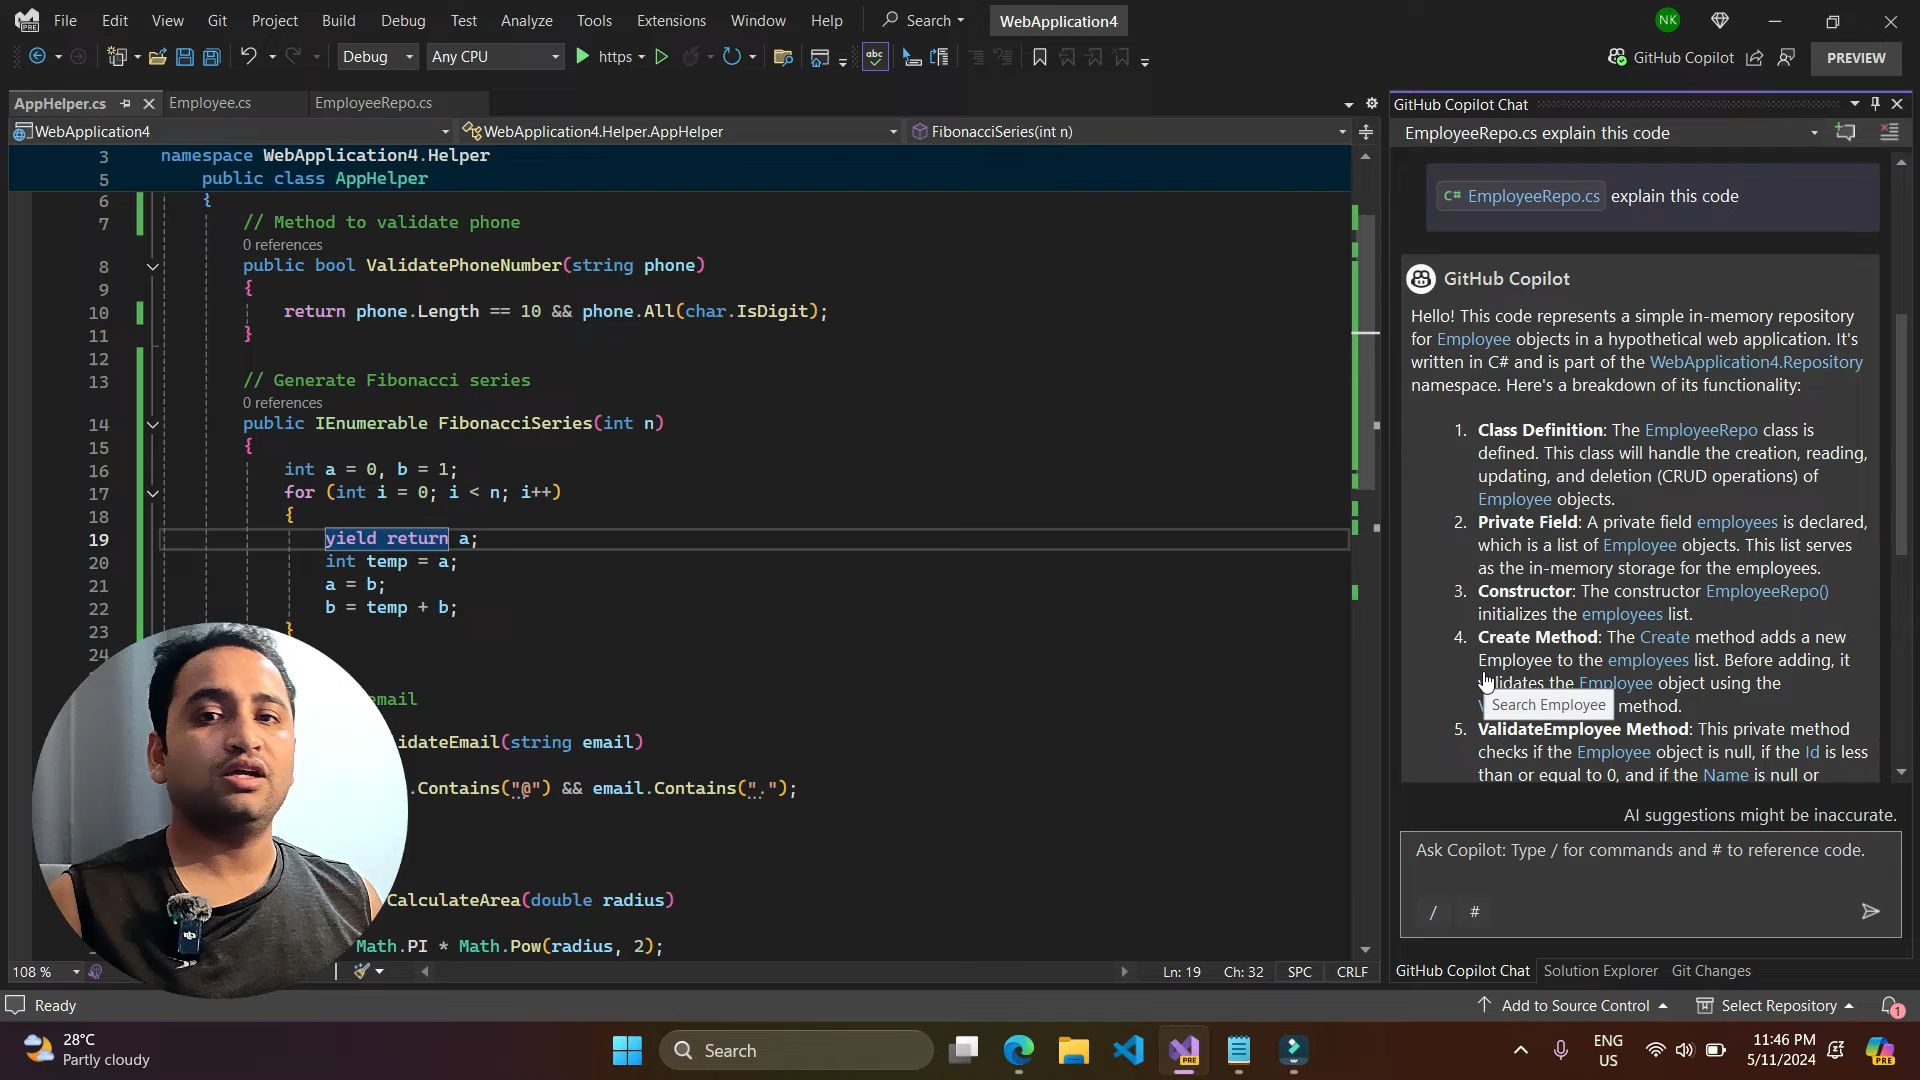 File Edit View Git Project Build Debug Test Analyze Tools Extensions Window Help Search WebApplication4 NK
Debug Any CPU https abc GitHub Copilot PREVIEW
AppHelper.cs Employee.cs EmployeeRepo.cs
WebApplication4 WebApplication4.Helper.AppHelper FibonacciSeries(int n)
3 namespace WebApplication4.Helper
5 public class AppHelper
6 {
7 // Method to validate phone
0 references
8 public bool ValidatePhoneNumber(string phone)
9 {
10 return phone.Length == 10 && phone.All(char.IsDigit);
11 }
12
13 // Generate Fibonacci series
0 references
14 public IEnumerable FibonacciSeries(int n)
15 {
16 int a = 0, b = 1;
17 for (int i = 0; i < n; i++)
18 {
19 yield return a;
20 int temp = a;
21 a = b;
22 b = temp + b;
23 }
24
email
idateEmail(string email)
.Contains("@") && email.Contains(".");
CalculateArea(double radius)
Math.PI * Math.Pow(radius, 2);
108 % Ln: 19 Ch: 32 SPC CRLF
GitHub Copilot Chat
EmployeeRepo.cs explain this code
C# EmployeeRepo.cs explain this code
GitHub Copilot
Hello! This code represents a simple in-memory repository
for Employee objects in a hypothetical web application. It's
written in C# and is part of the WebApplication4.Repository
namespace. Here's a breakdown of its functionality:
1. Class Definition: The EmployeeRepo class is
defined. This class will handle the creation, reading,
updating, and deletion (CRUD operations) of
Employee objects.
2. Private Field: A private field employees is declared,
which is a list of Employee objects. This list serves
as the in-memory storage for the employees.
3. Constructor: The constructor EmployeeRepo()
initializes the employees list.
4. Create Method: The Create method adds a new
Employee to the employees list. Before adding, it
validates the Employee object using the
Search Employee method.
5. ValidateEmployee Method: This private method
checks if the Employee object is null, if the Id is less
than or equal to 0, and if the Name is null or
AI suggestions might be inaccurate.
Ask Copilot: Type / for commands and # to reference code.
/ #
GitHub Copilot Chat Solution Explorer Git Changes
Ready Add to Source Control Select Repository 1
28°C
Partly cloudy
Search
PRE
ENG
US
11:46 PM
5/11/2024
PRE